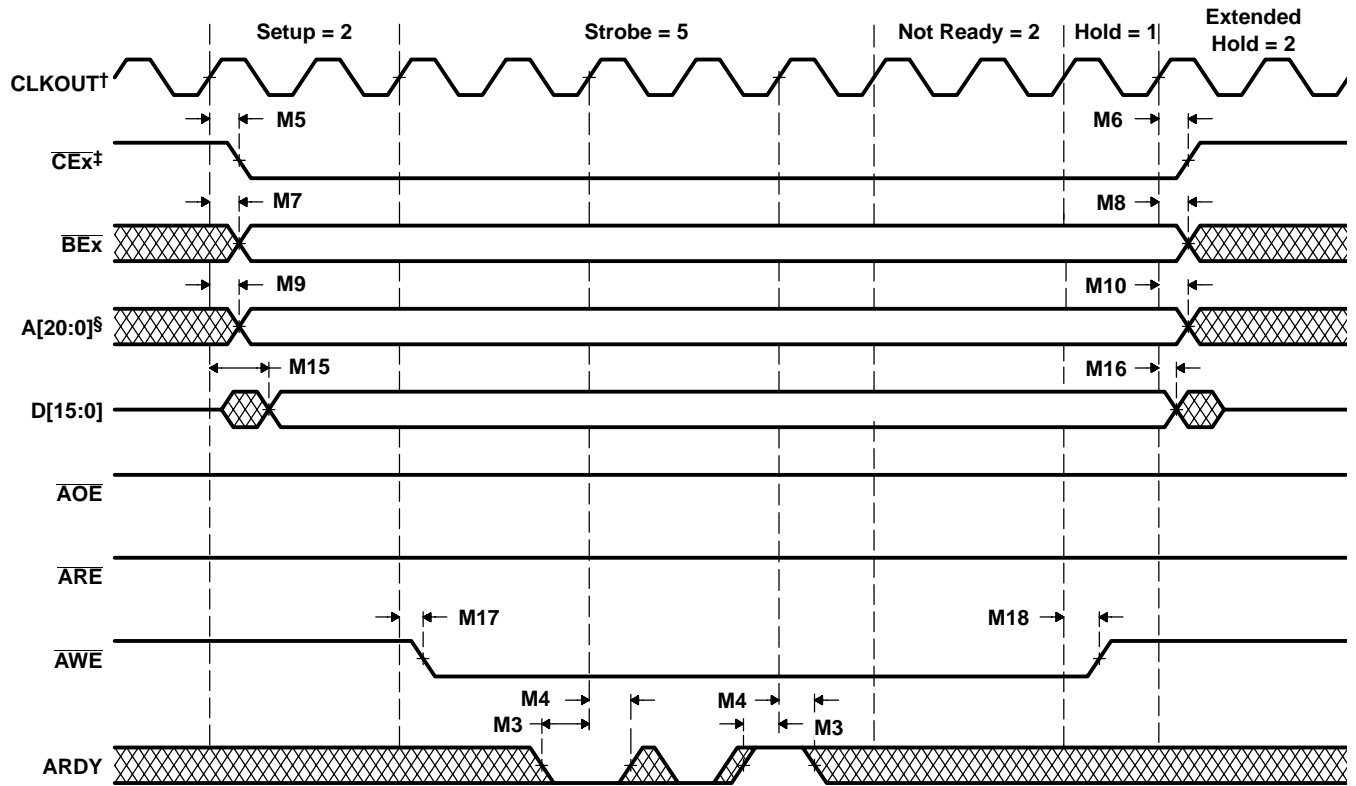 Setup = 2
Strobe = 5
Not Ready = 2
Hold = 1
Extended
Hold = 2
CLKOUT†
M5
M6
CEx‡
M7
M8
BEx
M9
M10
A[20:0]§
M15
M16
D[15:0]
AOE
ARE
M17
M18
AWE
M4
M4
M3
M3
ARDY